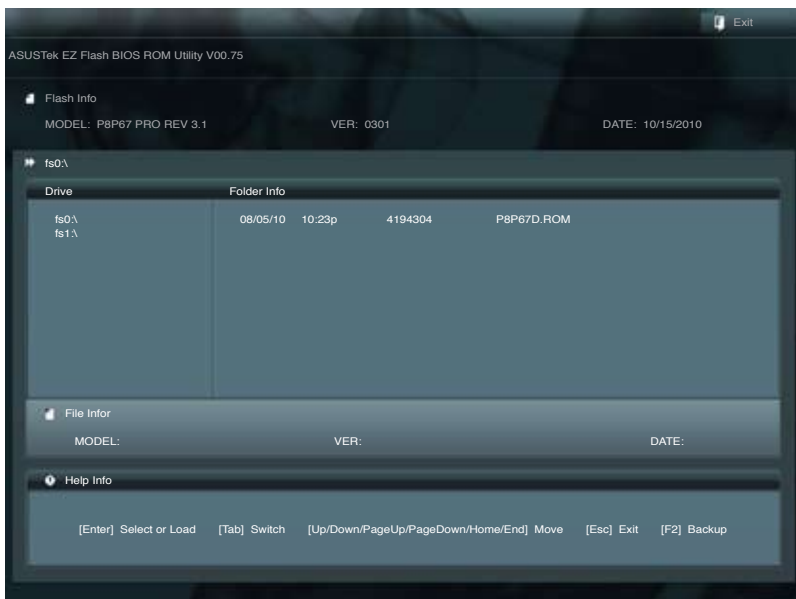 Exit
ASUSTek EZ Flash BIOS ROM Utility V00.75
Flash Info
MODEL: P8P67 PRO REV 3.1 VER: 0301 DATE: 10/15/2010
fs0:\
Drive Folder Info
fs0:\ 08/05/10 10:23p 4194304 P8P67D.ROM
fs1:\
File Infor
MODEL: VER: DATE:
Help Info
[Enter] Select or Load [Tab] Switch [Up/Down/PageUp/PageDown/Home/End] Move [Esc] Exit [F2] Backup